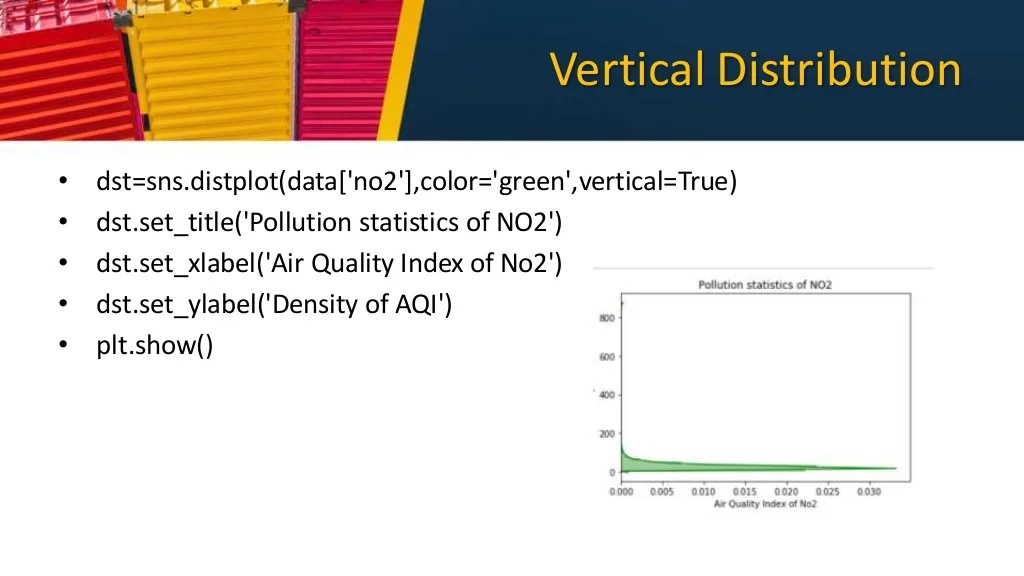 Vertical Distribution
• dst=sns.distplot(data['no2'],color='green',vertical=True)
• dst.set_title('Pollution statistics of NO2')
• dst.set_xlabel('Air Quality Index of No2')
• dst.set_ylabel('Density of AQI')
• plt.show()
Pollution statistics of NO2
800
600
400
200
0
0.000 0.005 0.010 0.015 0.020 0.025 0.030
Air Quality Index of No2